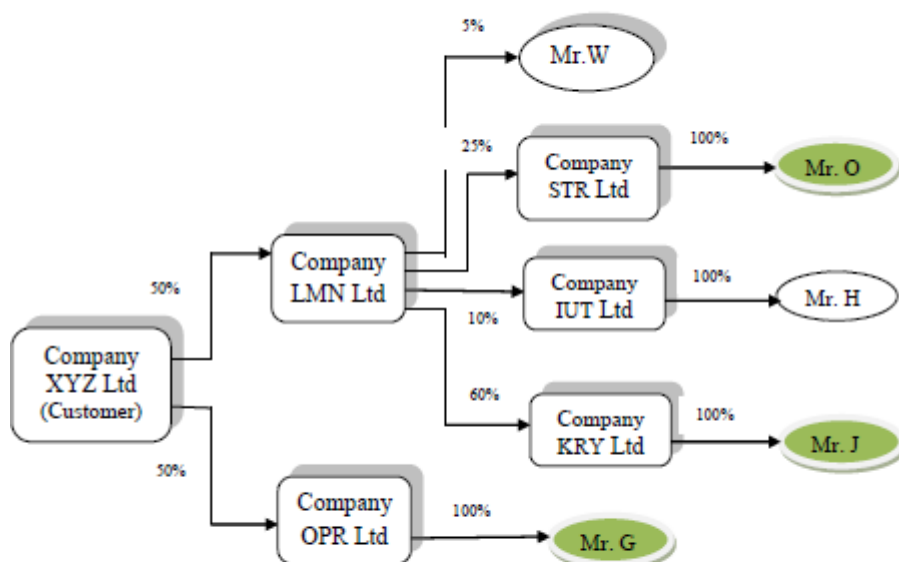 5%
Mr.W
25%
Company
STR Ltd
100%
Mr. O
Company
LMN Ltd
50%
10%
Company
IUT Ltd
100%
Mr. H
Company
XYZ Ltd
(Customer)
60%
Company
KRY Ltd
100%
Mr. J
50%
Company
OPR Ltd
100%
Mr. G